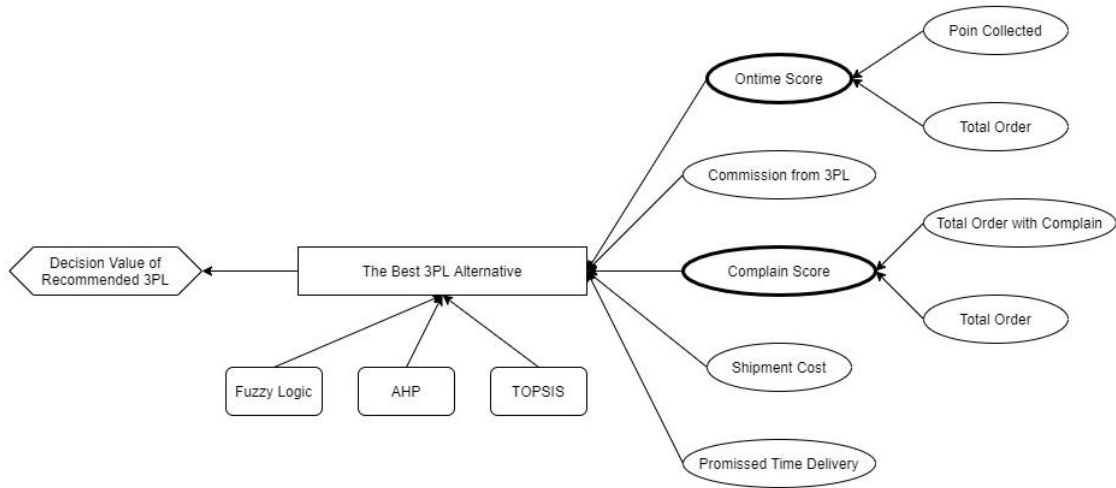 Poin Collected
Ontime Score
Total Order
Commission from 3PL
Total Order with Complain
Decision Value of
Recommended 3PL
The Best 3PL Alternative
Complain Score
Total Order
Shipment Cost
Fuzzy Logic
AHP
TOPSIS
Promissed Time Delivery